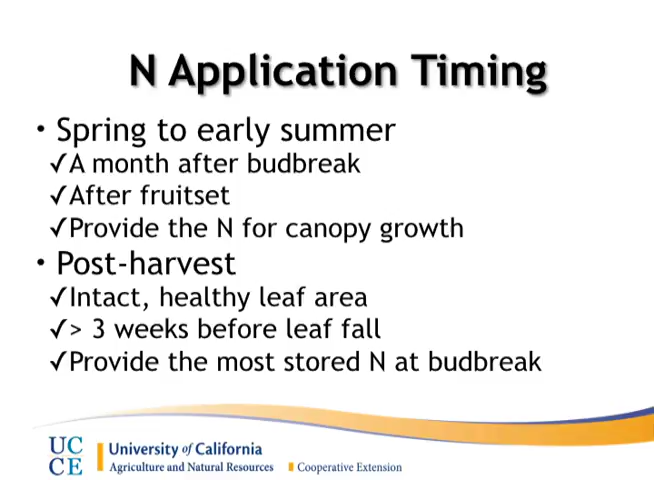 N Application Timing
• Spring to early summer
✓A month after budbreak
✓After fruitset
✓Provide the N for canopy growth
• Post-harvest
✓Intact, healthy leaf area
✓> 3 weeks before leaf fall
✓Provide the most stored N at budbreak
UC
CE
University of California
Agriculture and Natural Resources Cooperative Extension